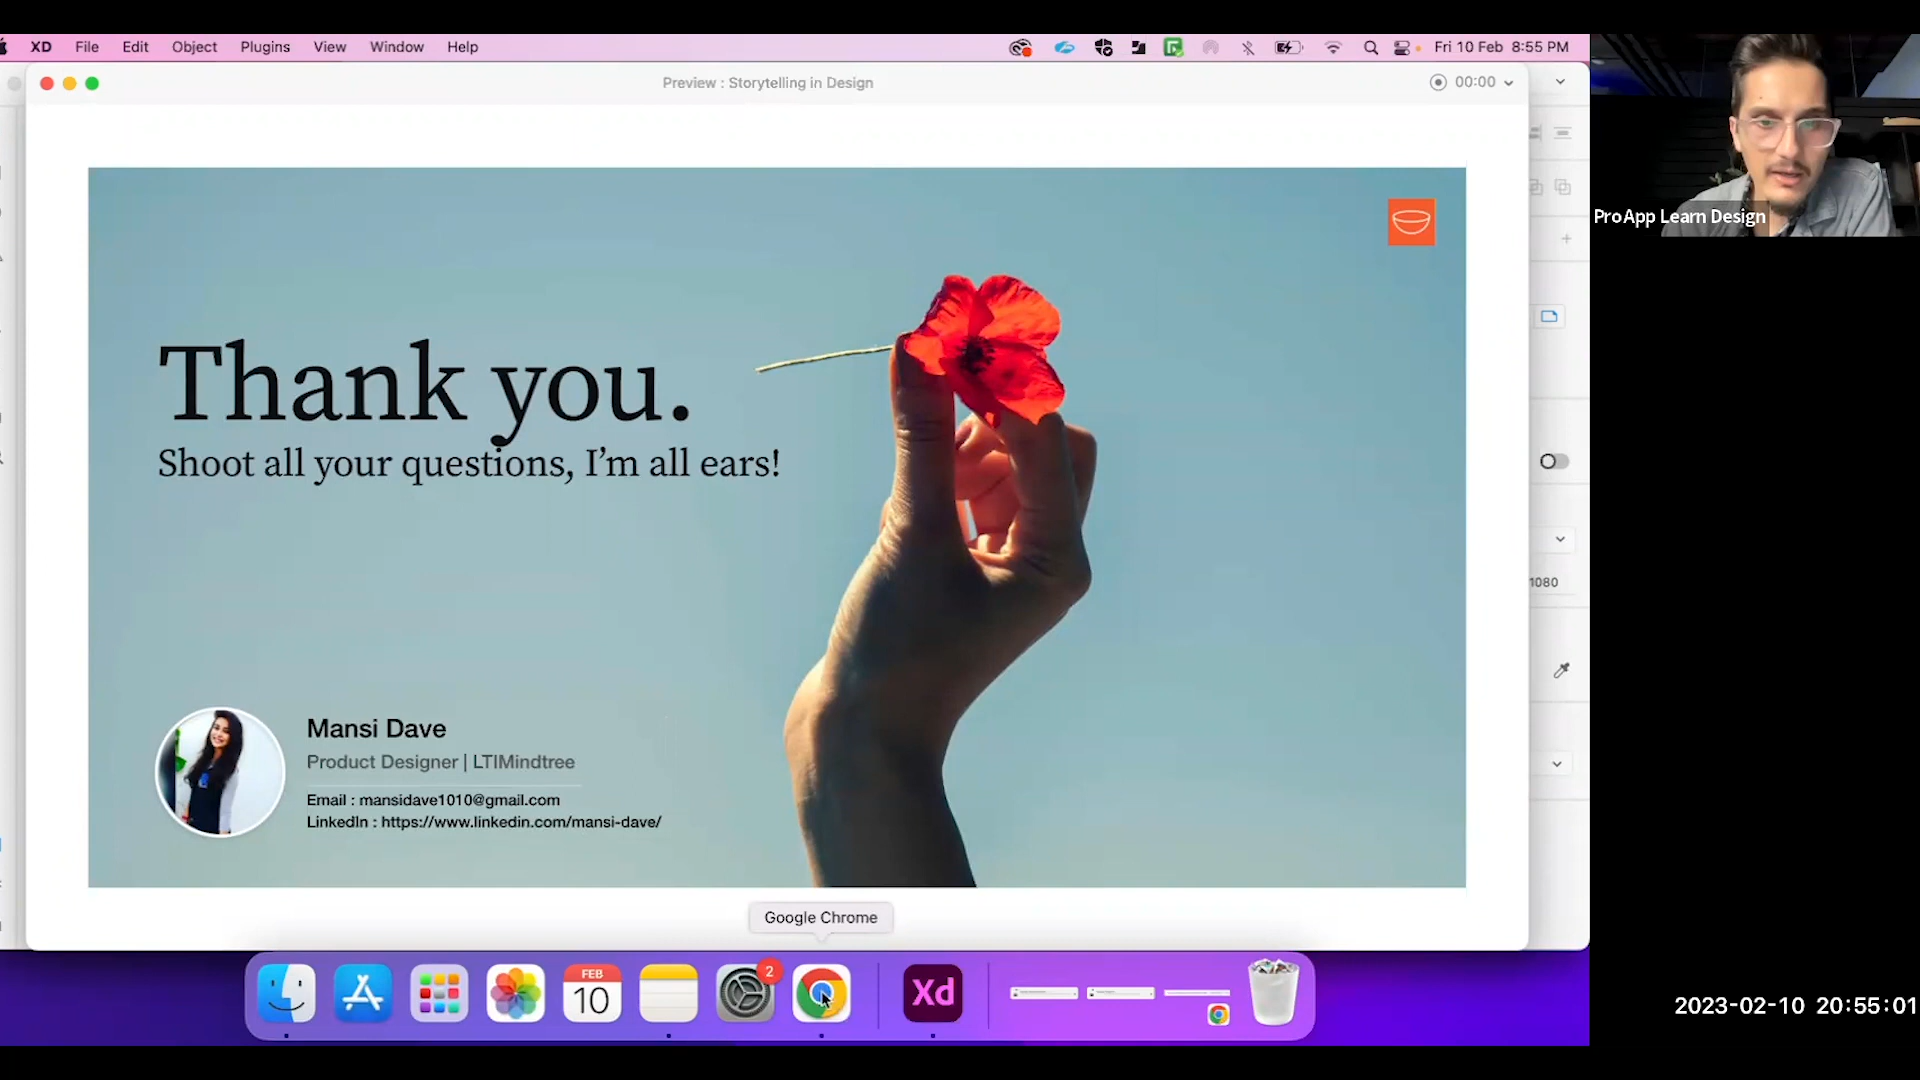 XD File Edit Object Plugins View Window Help Fri 10 Feb 8:55 PM
Preview : Storytelling in Design 00:00
Thank you.
Shoot all your questions, I'm all ears!
Mansi Dave
Product Designer | LTIMindtree
Email : mansidave1010@gmail.com
LinkedIn : https://www.linkedin.com/mansi-dave/
1080
ProApp Learn Design
Google Chrome
FEB
10
2
Xd
2023-02-10 20:55:01